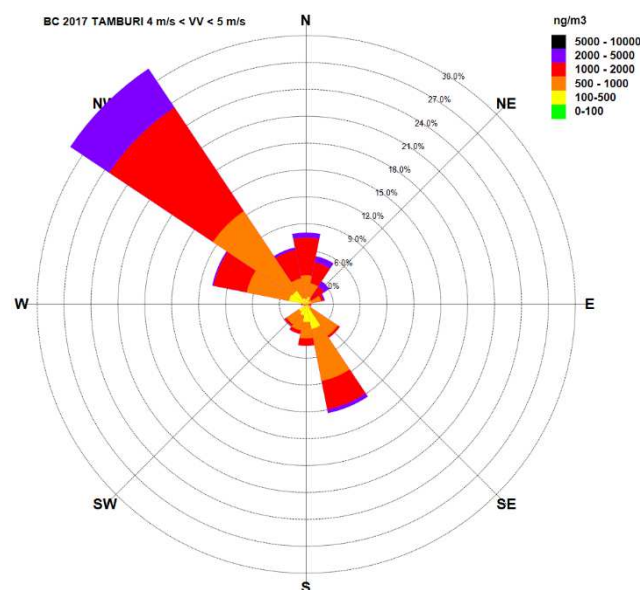 BC 2017 TAMBURI 4 m/s < VV < 5 m/s
N
ng/m3
5000 - 10000
2000 - 5000
1000 - 2000
500 - 1000
100-500
0-100
30.0%
27.0%
24.0%
21.0%
18.0%
15.0%
12.0%
9.0%
6.0%
NW
NE
W
E
SW
SE
S